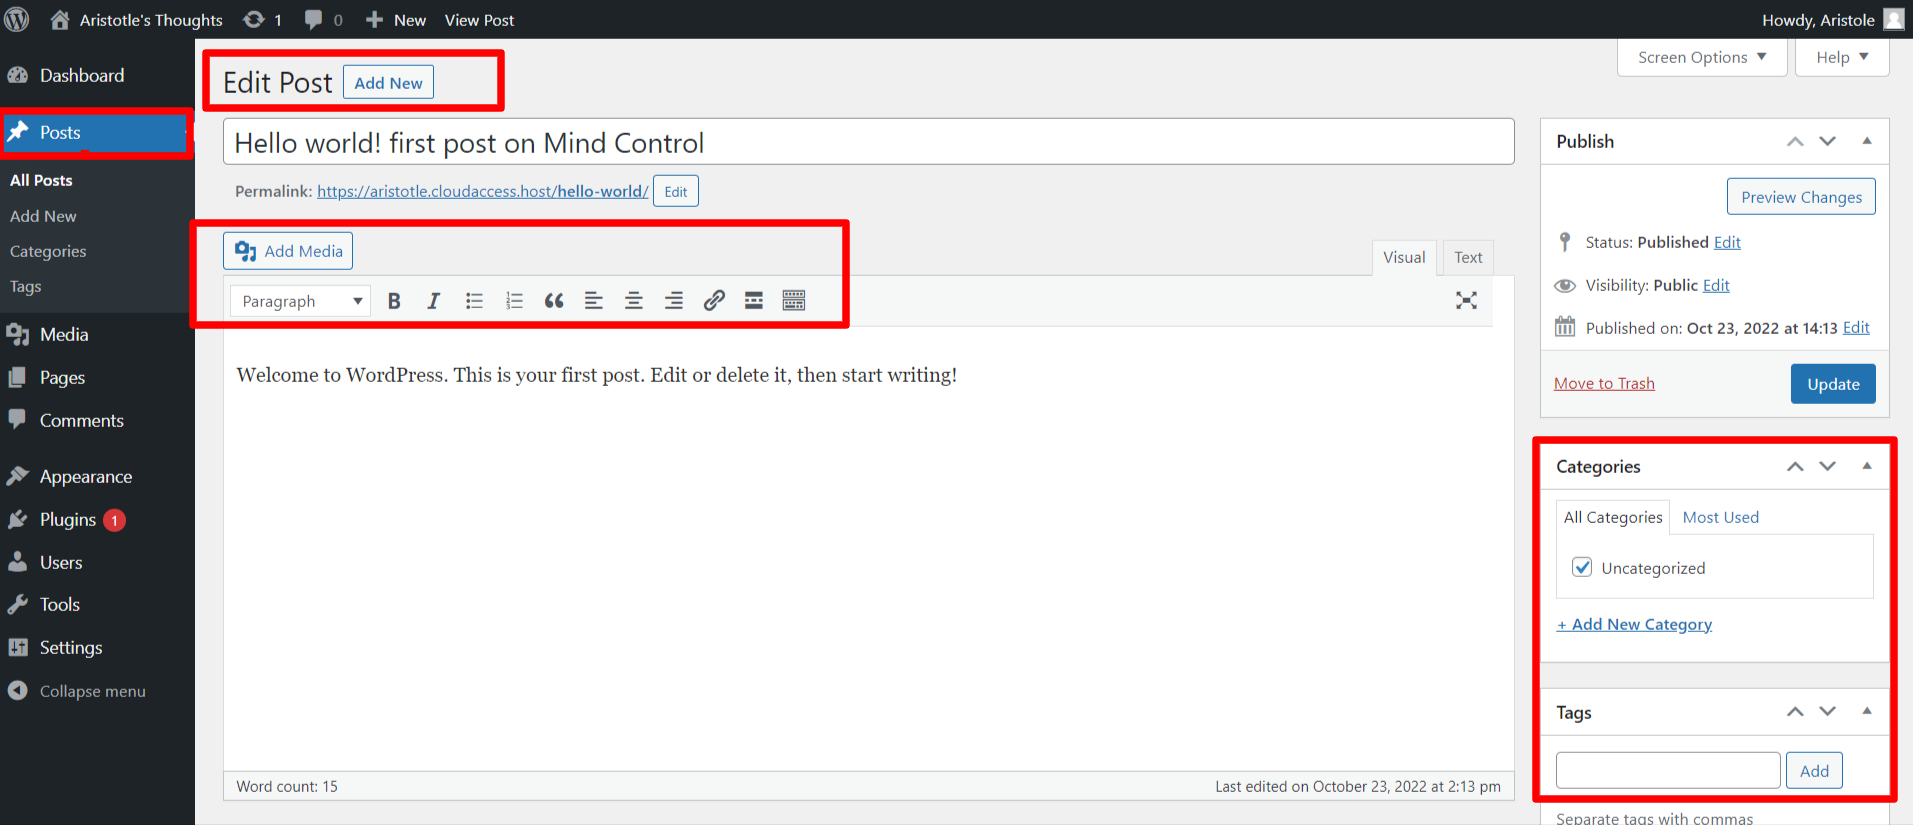 Aristotle's Thoughts 1 0 New View Post Howdy, Aristole
Screen Options Help
Dashboard
Posts
All Posts
Add New
Categories
Tags
Media
Pages
Comments
Appearance
Plugins 1
Users
Tools
Settings
Collapse menu
Edit Post Add New
Hello world! first post on Mind Control
Permalink: https://aristotle.cloudaccess.host/hello-world/ Edit
Add Media
Visual Text
Paragraph B I
Welcome to WordPress. This is your first post. Edit or delete it, then start writing!
Word count: 15 Last edited on October 23, 2022 at 2:13 pm
Publish
Preview Changes
Status: Published Edit
Visibility: Public Edit
Published on: Oct 23, 2022 at 14:13 Edit
Move to Trash Update
Categories
All Categories Most Used
Uncategorized
+ Add New Category
Tags
Add
Separate tags with commas